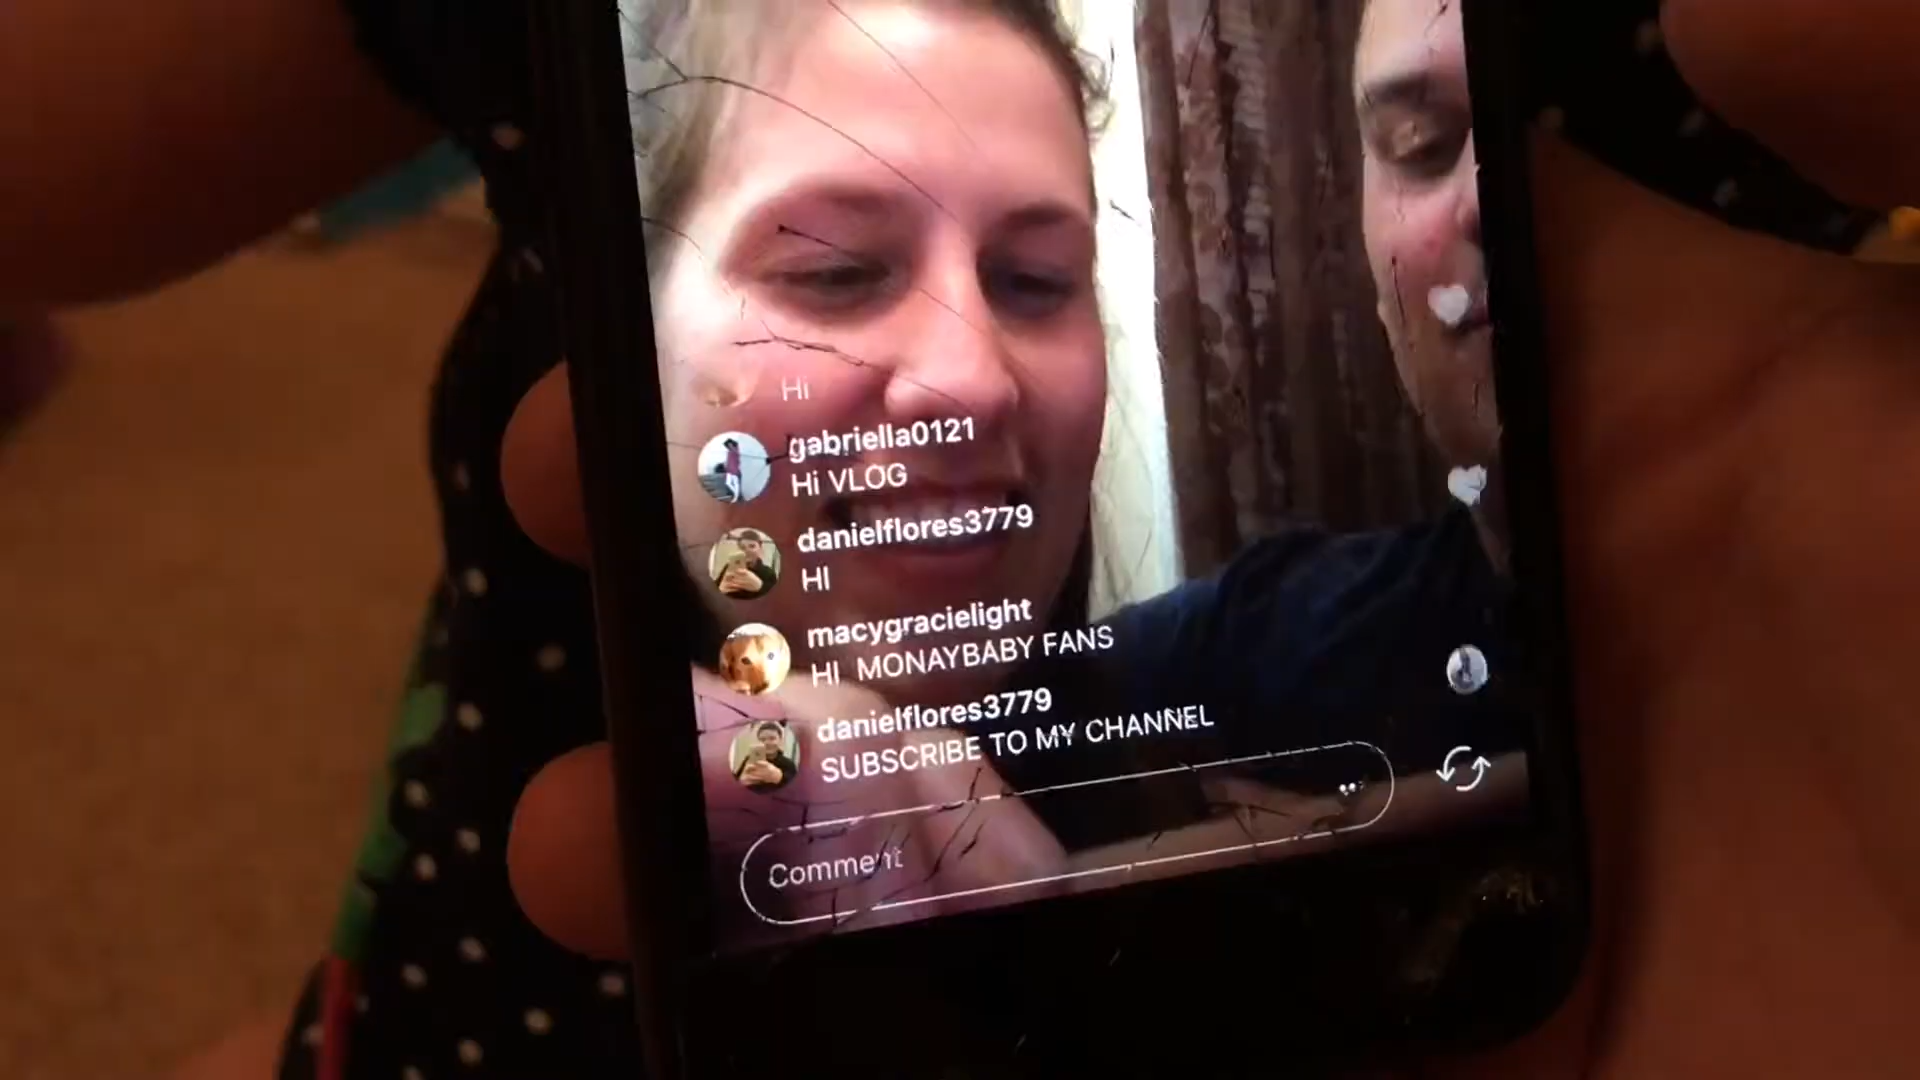 Hi
gabriella0121
Hi VLOG
danielflores3779
HI
macygracielight
HI MONAYBABY FANS
danielflores3779
SUBSCRIBE TO MY CHANNEL
Comment